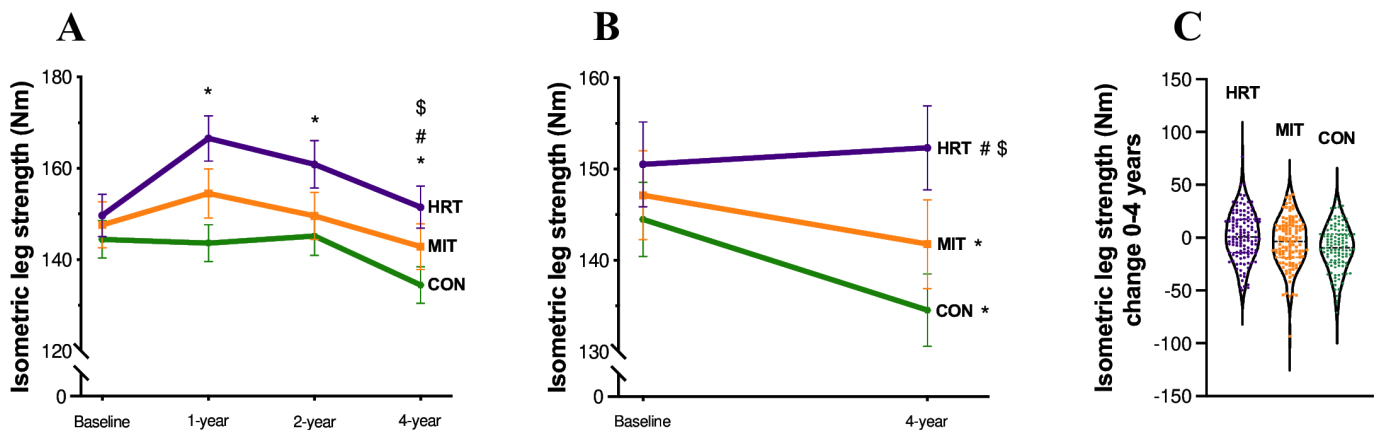 A
Isometric leg strength (Nm)
180
160
140
120
0
*
*
$
#
*
HRT
MIT
CON
Baseline
1-year
2-year
4-year
B
Isometric leg strength (Nm)
160
150
140
130
0
HRT # $
MIT *
CON *
Baseline
4-year
C
Isometric leg strength (Nm)
change 0-4 years
150
100
50
0
-50
-100
-150
HRT
MIT
CON